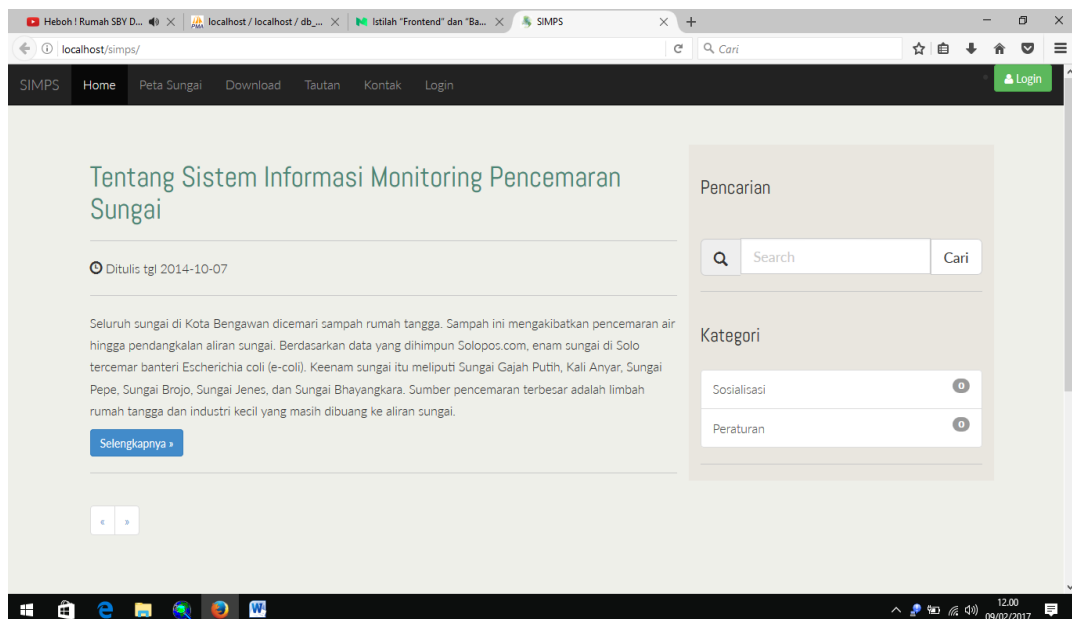 Heboh ! Rumah SBY D...
localhost / localhost / db_...
Istilah "Frontend" dan "Ba...
SIMPS
localhost/simps/
Cari
SIMPS Home Peta Sungai Download Tautan Kontak Login
Login
Tentang Sistem Informasi Monitoring Pencemaran
Sungai
Ditulis tgl 2014-10-07
Seluruh sungai di Kota Bengawan dicemari sampah rumah tangga. Sampah ini mengakibatkan pencemaran air
hingga pendangkalan aliran sungai. Berdasarkan data yang dihimpun Solopos.com, enam sungai di Solo
tercemar banteri Escherichia coli (e-coli). Keenam sungai itu meliputi Sungai Gajah Putih, Kali Anyar, Sungai
Pepe, Sungai Brojo, Sungai Jenes, dan Sungai Bhayangkara. Sumber pencemaran terbesar adalah limbah
rumah tangga dan industri kecil yang masih dibuang ke aliran sungai.
Selengkapnya »
« »
Pencarian
Search Cari
Kategori
Sosialisasi 0
Peraturan 0
12.00
09/02/2017